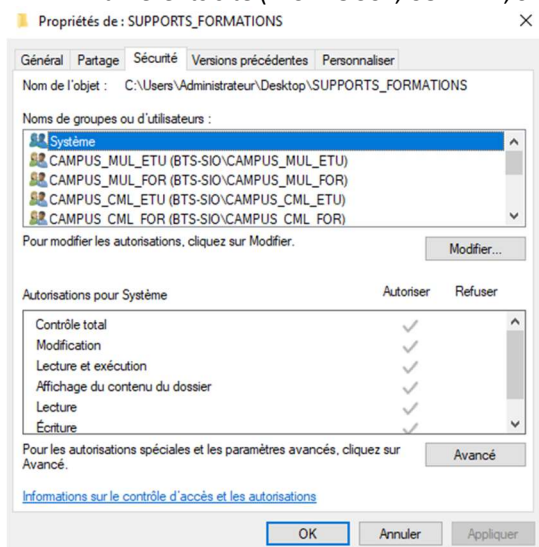 Propriétés de : SUPPORTS_FORMATIONS
Général Partage Sécurité Versions précédentes Personnaliser
Nom de l'objet : C:\Users\Administrateur\Desktop\SUPPORTS_FORMATIONS
Noms de groupes ou d'utilisateurs :
Système
CAMPUS_MUL_ETU (BTS-SIO\CAMPUS_MUL_ETU)
CAMPUS_MUL_FOR (BTS-SIO\CAMPUS_MUL_FOR)
CAMPUS_CML_ETU (BTS-SIO\CAMPUS_CML_ETU)
CAMPUS_CML_FOR (BTS-SIO\CAMPUS_CML_FOR)
Pour modifier les autorisations, cliquez sur Modifier.
Modifier...
Autorisations pour Système Autoriser Refuser
Contrôle total
Modification
Lecture et exécution
Affichage du contenu du dossier
Lecture
Écriture
Pour les autorisations spéciales et les paramètres avancés, cliquez sur
Avancé.
Avancé
Informations sur le contrôle d'accès et les autorisations
OK Annuler Appliquer